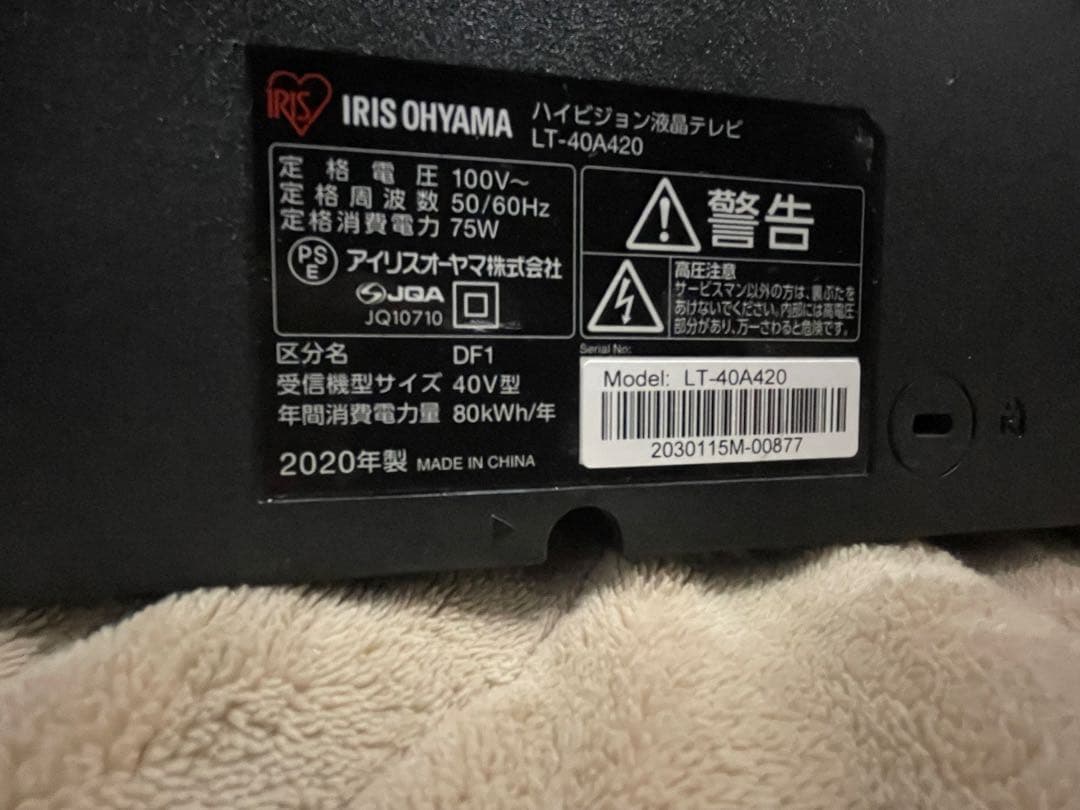 IRIS
IRIS OHYAMA
ハイビジョン液晶テレビ
LT-40A420
定格電圧 100V~
定格周波数 50/60Hz
定格消費電力 75W
PS
E
アイリスオーヤマ株式会社
JQA
JQ10710
区分名 DF1
受信機型サイズ 40V型
年間消費電力量 80kWh/年
2020年製 MADE IN CHINA
警告
高圧注意
サービスマン以外の方は、裏ぶたを
あけないでください。内部には高電圧
部分があり、万一さわると危険です。
Serial No:
Model: LT-40A420
2030115M-00877